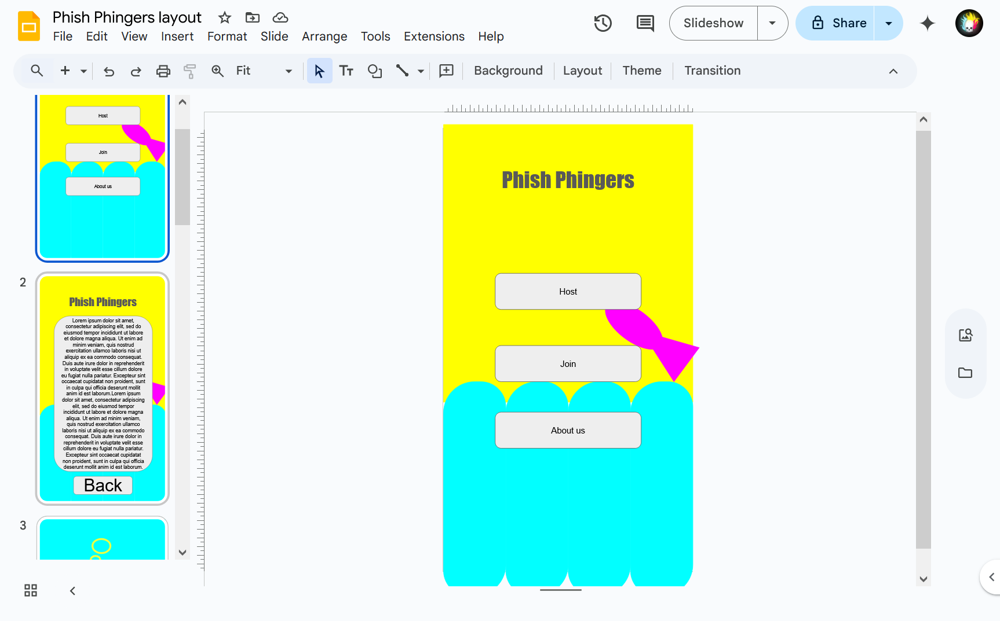 Phish Phingers layout
File Edit View Insert Format Slide Arrange Tools Extensions Help
Slideshow
Share
Fit
Background
Layout
Theme
Transition
Host
Join
About us
2
Phish Phingers
Lorem ipsum dolor sit amet,
consectetur adipiscing elit, sed do
eiusmod tempor incididunt ut labore
et dolore magna aliqua. Ut enim ad
minim veniam, quis nostrud
exercitation ullamco laboris nisi ut
aliquip ex ea commodo consequat.
Duis aute irure dolor in reprehenderit
in voluptate velit esse cillum dolore
eu fugiat nulla pariatur. Excepteur sint
occaecat cupidatat non proident, sunt
in culpa qui officia deserunt mollit
anim id est laborum.Lorem ipsum
dolor sit amet, consectetur adipiscing
elit, sed do eiusmod tempor
incididunt ut labore et dolore magna
aliqua. Ut enim ad minim veniam,
quis nostrud exercitation ullamco
laboris nisi ut aliquip ex ea commodo
consequat. Duis aute irure dolor in
reprehenderit in voluptate velit esse
cillum dolore eu fugiat nulla pariatur.
Excepteur sint occaecat cupidatat
non proident, sunt in culpa qui officia
deserunt mollit anim id est laborum.
Back
3
Phish Phingers
Host
Join
About us